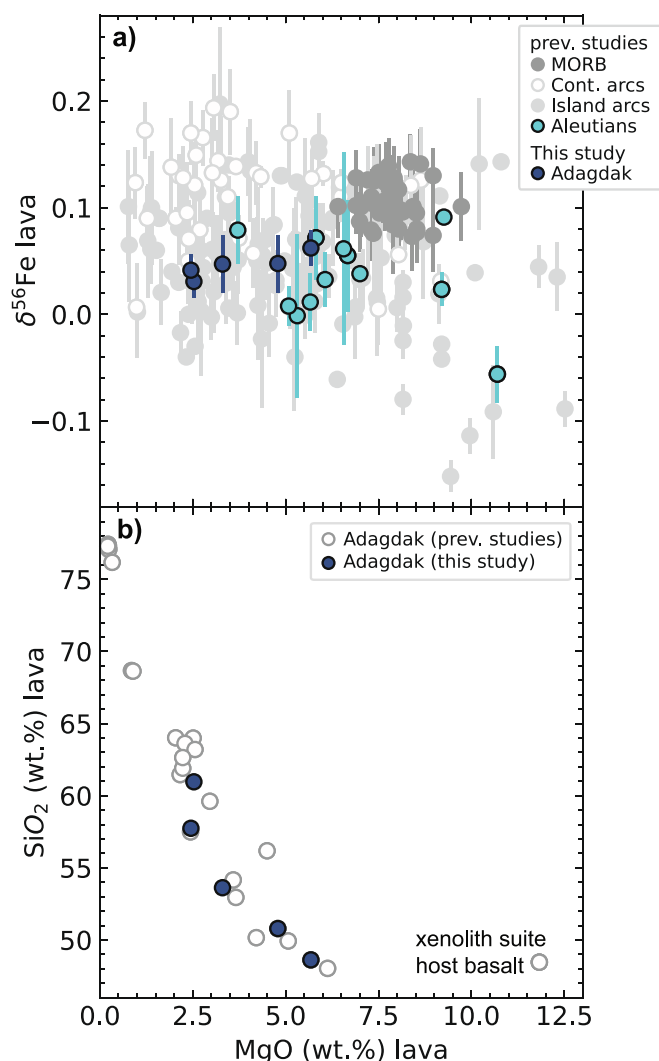 a)
prev. studies
MORB
Cont. arcs
Island arcs
Aleutians
This study
Adagdak
0.2
0.1
0.0
−0.1
δ⁵⁶Fe lava
b)
Adagdak (prev. studies)
Adagdak (this study)
75
70
65
60
55
50
SiO₂ (wt.%) lava
xenolith suite
host basalt
0.0 2.5 5.0 7.5 10.0 12.5
MgO (wt.%) lava